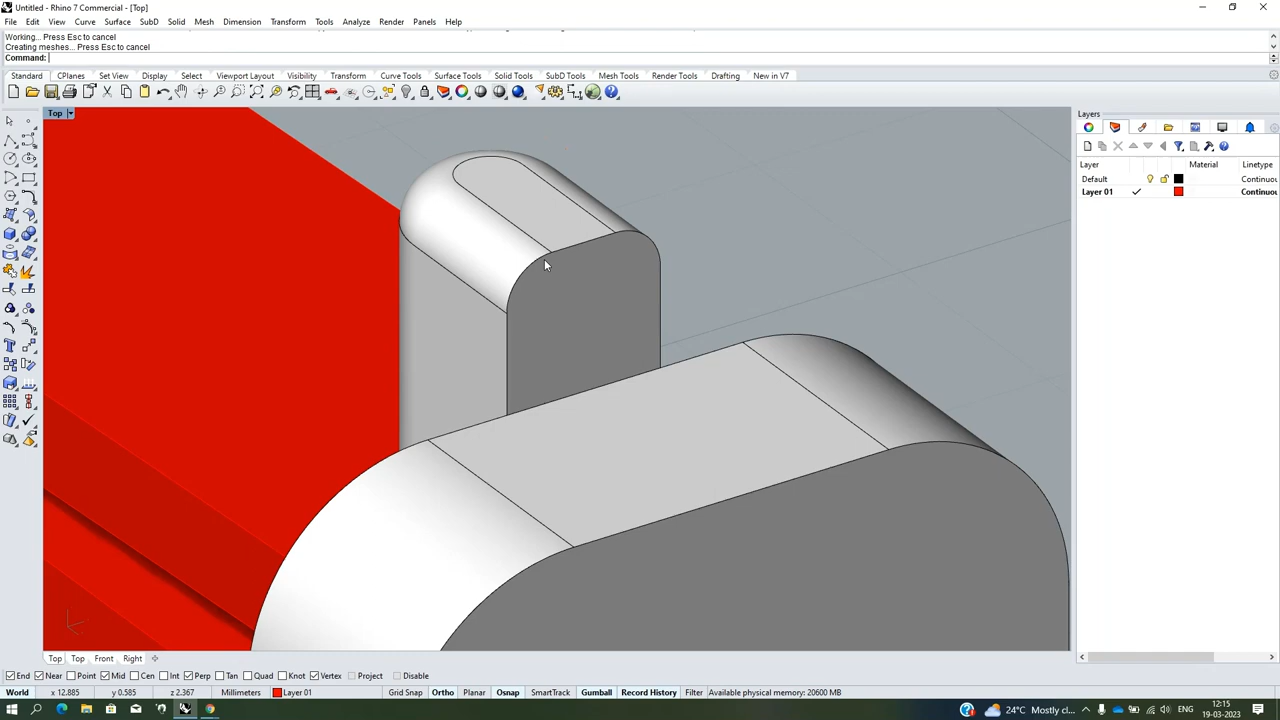 Untitled - Rhino 7 Commercial - [Top]
File Edit View Curve Surface SubD Solid Mesh Dimension Transform Tools Analyze Render Panels Help
Working... Press Esc to cancel
Creating meshes... Press Esc to cancel
Command:
Standard CPlanes Set View Display Select Viewport Layout Visibility Transform Curve Tools Surface Tools Solid Tools SubD Tools Mesh Tools Render Tools Drafting New in V7
Top
Layers
Layer Material Linetype
Default Continuo
Layer 01 Continuo
Top Top Front Right
End Near Point Mid Cen Int Perp Tan Quad Knot Vertex Project Disable
World x 12.885 y 0.585 z 2.367 Millimeters Layer 01 Grid Snap Ortho Planar Osnap SmartTrack Gumball Record History Filter Available physical memory: 20600 MB
24°C Mostly cl... ENG 12:15
19-03-2023